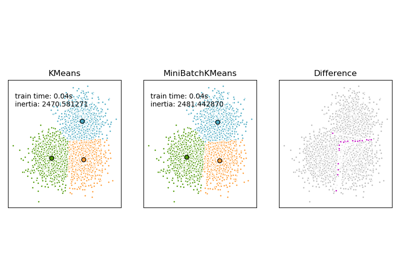 KMeans
train time: 0.04s
inertia: 2470.581271
MiniBatchKMeans
train time: 0.04s
inertia: 2481.442870
Difference